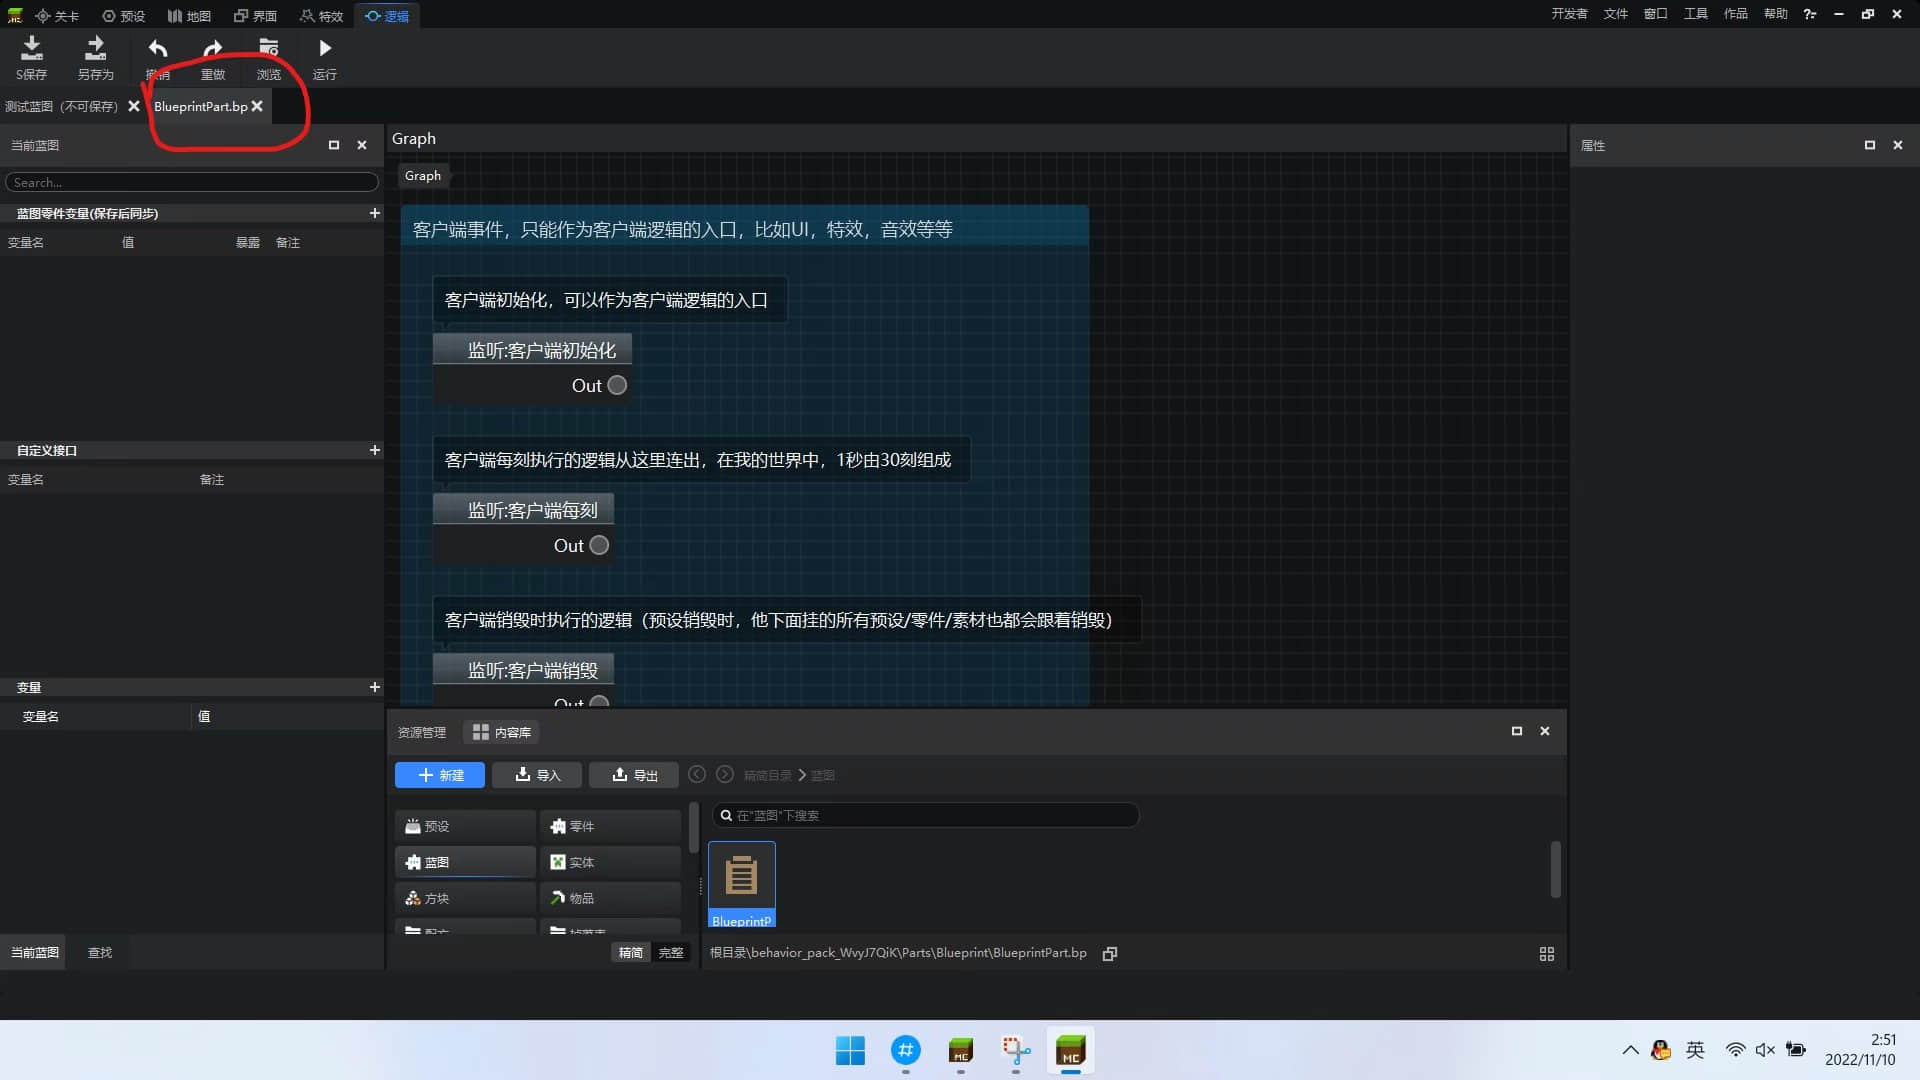 关卡 预设 地图 界面 特效 逻辑 开发者 文件 窗口 工具 作品 帮助
S保存 另存为 撤销 重做 浏览 运行
测试蓝图（不可保存） BlueprintPart.bp
当前蓝图
Search...
蓝图零件变量(保存后同步)
变量名 值 暴露 备注
自定义接口
变量名 备注
变量
变量名 值
当前蓝图 查找
Graph
Graph
客户端事件，只能作为客户端逻辑的入口，比如UI，特效，音效等等
客户端初始化，可以作为客户端逻辑的入口
监听:客户端初始化
Out
客户端每刻执行的逻辑从这里连出，在我的世界中，1秒由30刻组成
监听:客户端每刻
Out
客户端销毁时执行的逻辑（预设销毁时，他下面挂的所有预设/零件/素材也都会跟着销毁）
监听:客户端销毁
Out
属性
资源管理 内容库
新建 导入 导出 精简目录 蓝图
预设 零件
蓝图 实体
方块 物品
配方
精简 完整
在"蓝图"下搜索
BlueprintP
根目录\behavior_pack_WvyJ7QiK\Parts\Blueprint\BlueprintPart.bp
MC MC 英
2:51
2022/11/10